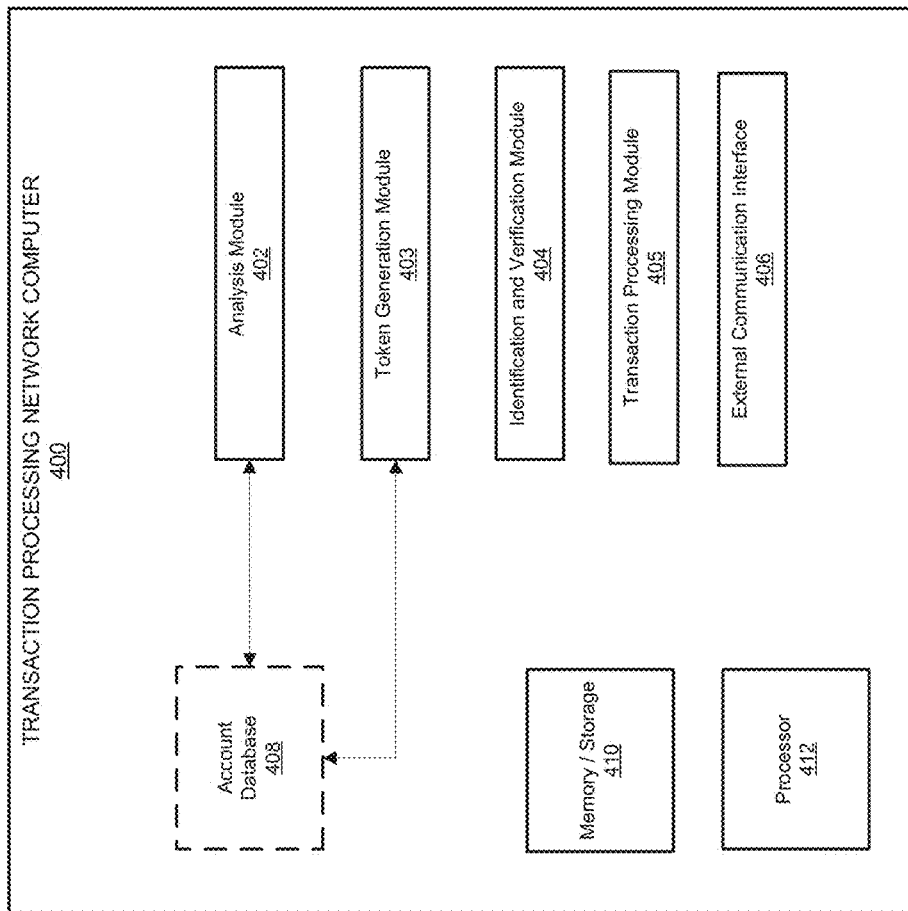 TRANSACTION PROCESSING NETWORK COMPUTER
400
Account
Database
408
Analysis Module
402
Token Generation Module
403
Identification and Verification Module
404
Transaction Processing Module
405
External Communication Interface
406
Memory / Storage
410
Processor
412